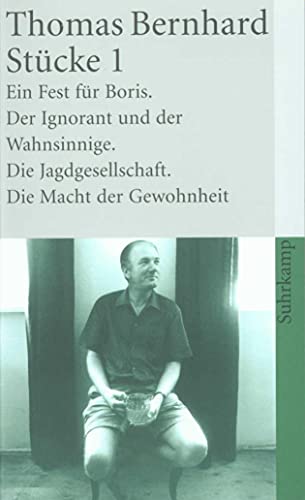 Thomas Bernhard
Stücke 1
Ein Fest für Boris.
Der Ignorant und der
Wahnsinnige.
Die Jagdgesellschaft.
Die Macht der Gewohnheit
Suhrkamp